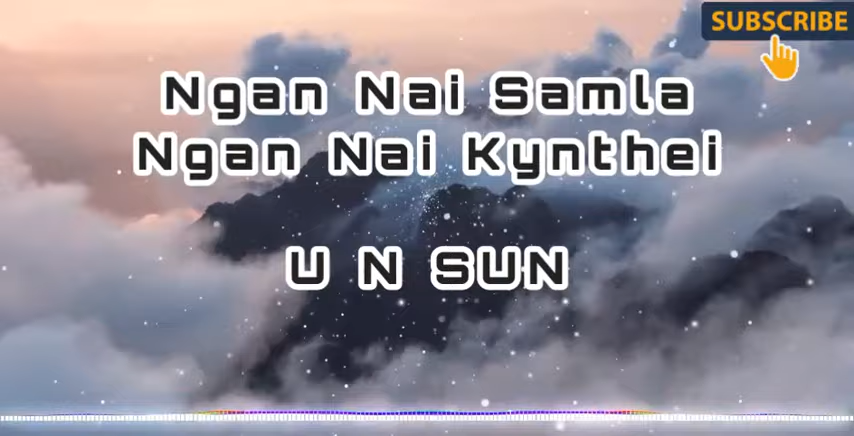 SUBSCRIBE
Ngan Nai Samla
Ngan Nai Kynthei
U N SUN